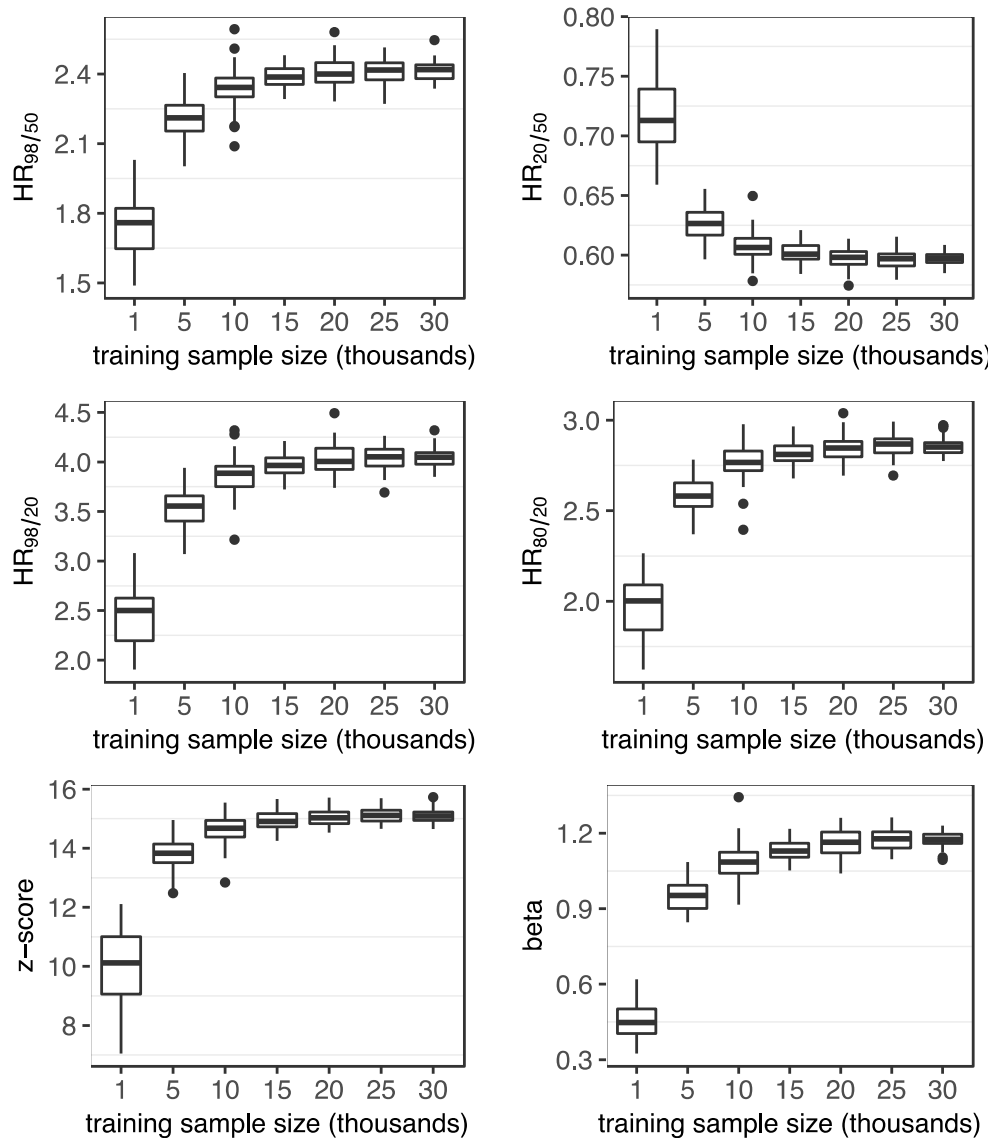 HR98/50
2.4
2.1
1.8
1.5
1 5 10 15 20 25 30
training sample size (thousands)
HR20/50
0.80
0.75
0.70
0.65
0.60
1 5 10 15 20 25 30
training sample size (thousands)
HR98/20
4.5
4.0
3.5
3.0
2.5
2.0
1 5 10 15 20 25 30
training sample size (thousands)
HR80/20
3.0
2.5
2.0
1 5 10 15 20 25 30
training sample size (thousands)
z−score
16
14
12
10
8
1 5 10 15 20 25 30
training sample size (thousands)
beta
1.2
0.9
0.6
0.3
1 5 10 15 20 25 30
training sample size (thousands)